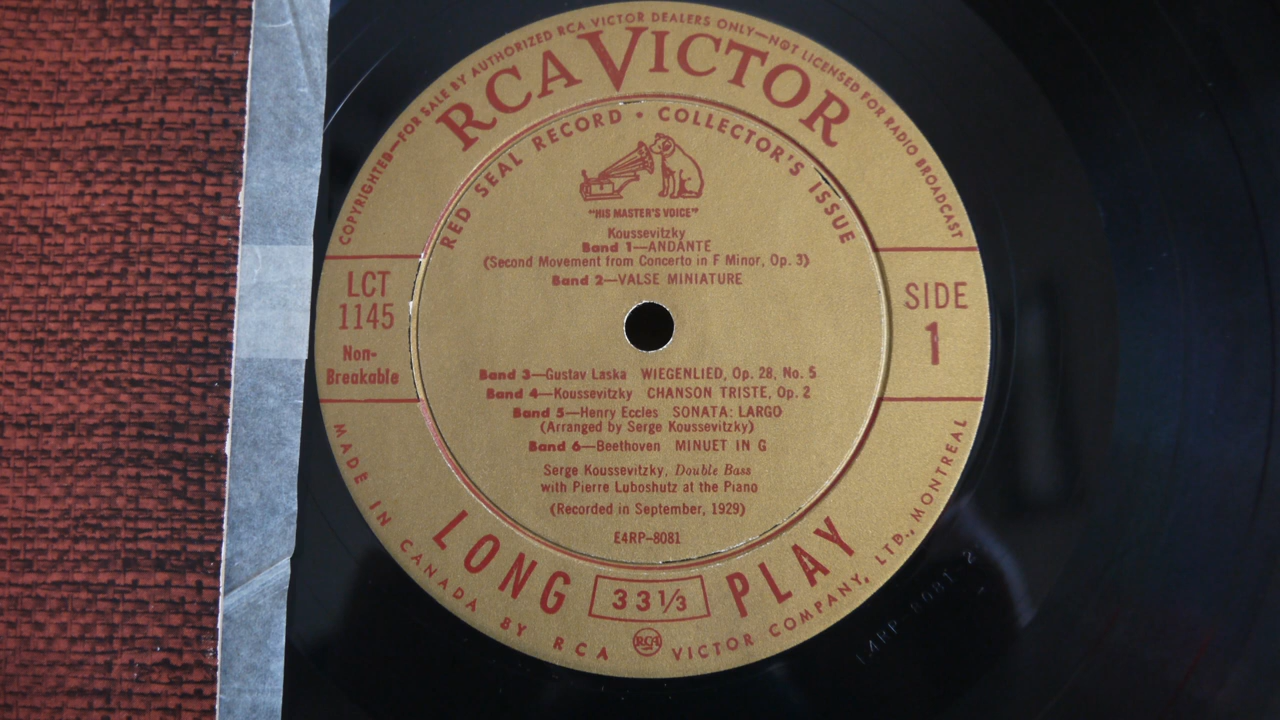 COPYRIGHTED—FOR SALE BY AUTHORIZED RCA VICTOR DEALERS ONLY—NOT LICENSED FOR RADIO BROADCAST
RCA VICTOR
RED SEAL RECORD • COLLECTOR'S ISSUE
"HIS MASTER'S VOICE"
Koussevitzky
Band 1—ANDANTE
(Second Movement from Concerto in F Minor, Op. 3)
Band 2—VALSE MINIATURE
LCT
1145
Non-
Breakable
SIDE
1
Band 3—Gustav Laska WIEGENLIED, Op. 28, No. 5
Band 4—Koussevitzky CHANSON TRISTE, Op. 2
Band 5—Henry Eccles SONATA: LARGO
(Arranged by Serge Koussevitzky)
Band 6—Beethoven MINUET IN G
Serge Koussevitzky, Double Bass
with Pierre Luboshutz at the Piano
(Recorded in September, 1929)
E4RP-8081
LONG 33 1/3 PLAY
MADE IN CANADA BY RCA RCA VICTOR COMPANY, LTD., MONTREAL